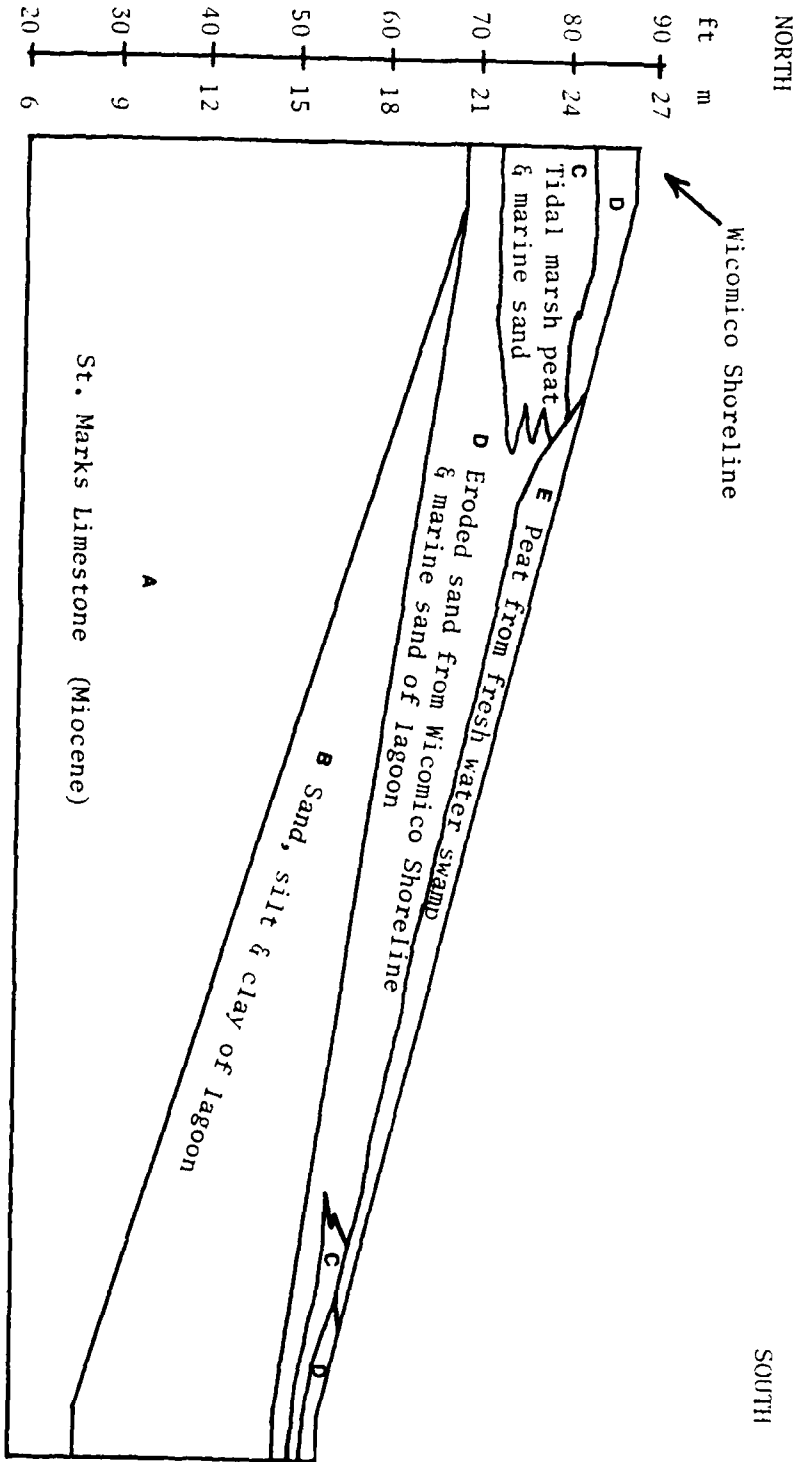 NORTH
SOUTH
Wicomico Shoreline
ft m
90 27
80 24
70 21
60 18
50 15
40 12
30 9
20 6
D
C
Tidal marsh peat
& marine sand
E Peat from fresh water swamp
D Eroded sand from Wicomico Shoreline
& marine sand of lagoon
B Sand, silt & clay of lagoon
C
D
A
St. Marks Limestone (Miocene)